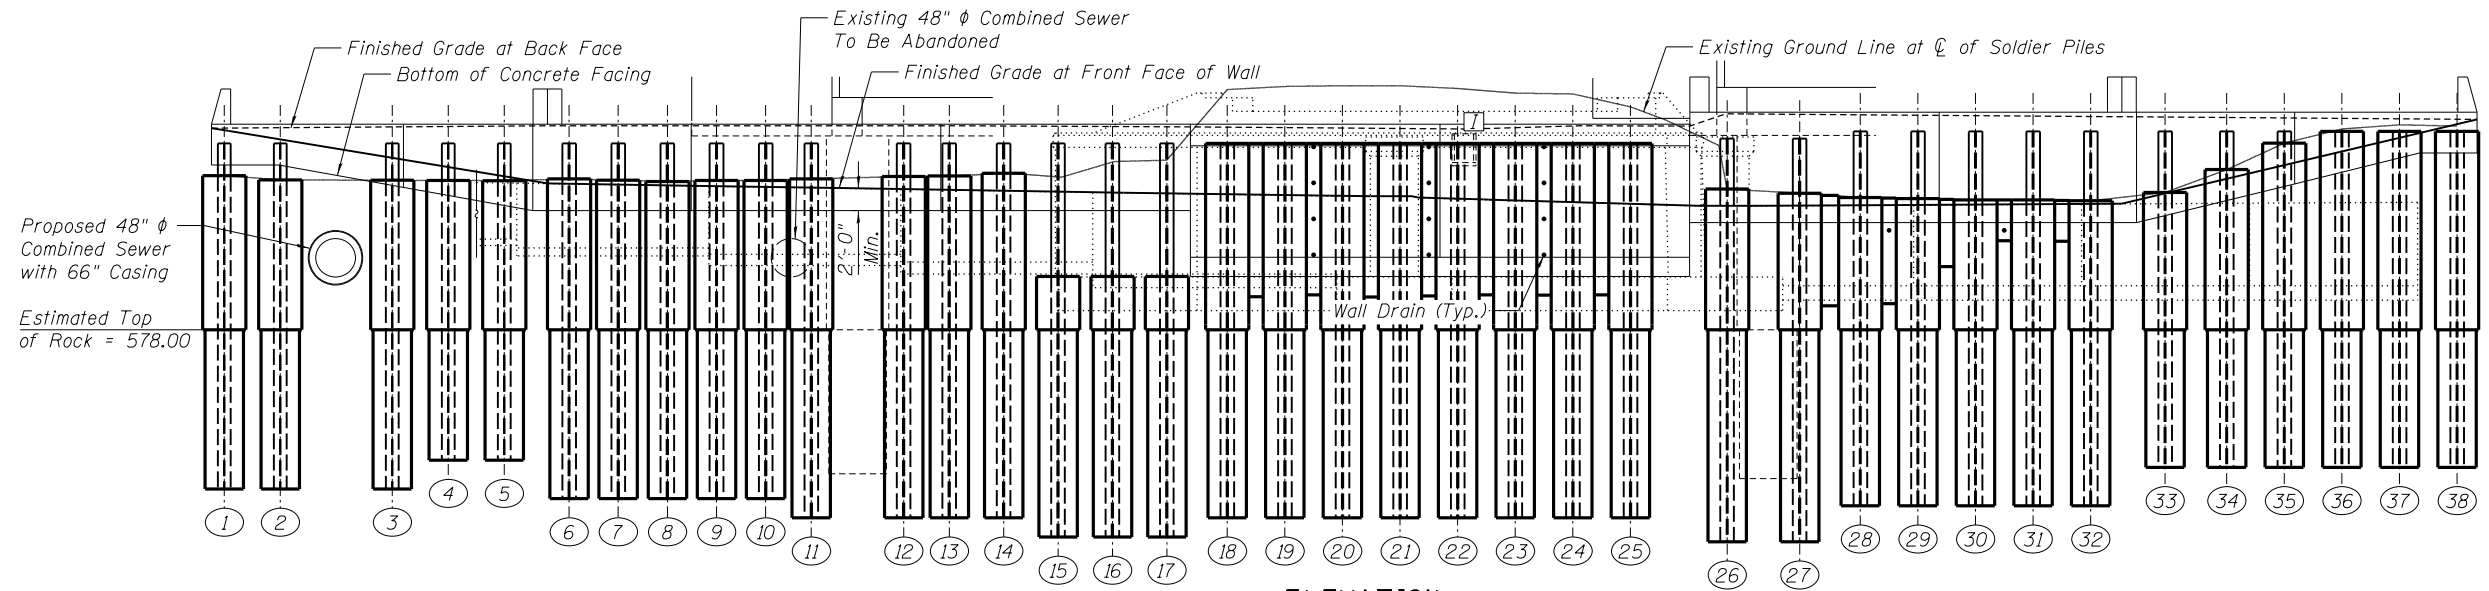 Existing 48" ϕ Combined Sewer
To Be Abandoned
Finished Grade at Back Face
Bottom of Concrete Facing
Finished Grade at Front Face of Wall
Existing Ground Line at ℄ of Soldier Piles
I
Proposed 48" ϕ
Combined Sewer
with 66" Casing
2'-0"
Min.
Wall Drain (Typ.)
Estimated Top
of Rock = 578.00
1
2
3
4
5
6
7
8
9
10
11
12
13
14
15
16
17
18
19
20
21
22
23
24
25
26
27
28
29
30
31
32
33
34
35
36
37
38
ELEVATION